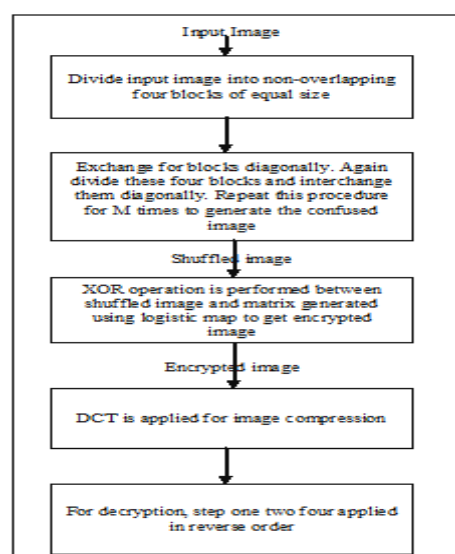 Input Image
Divide input image into non-overlapping
four blocks of equal size
Exchange for blocks diagonally. Again
divide these four blocks and interchange
them diagonally. Repeat this procedure
for M times to generate the confused
image
Shuffled image
XOR operation is performed between
shuffled image and matrix generated
using logistic map to get encrypted
image
Encrypted image
DCT is applied for image compression
For decryption, step one two four applied
in reverse order